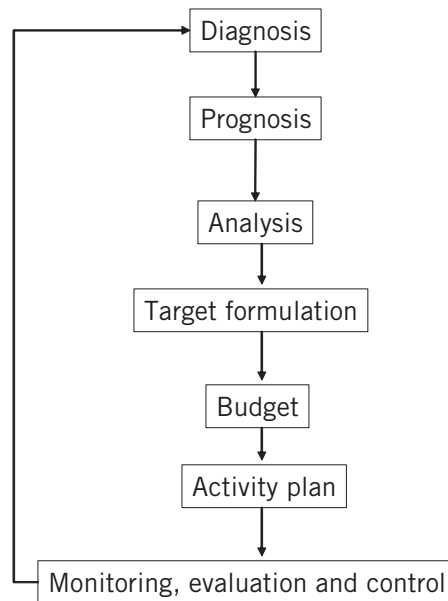 Diagnosis
Prognosis
Analysis
Target formulation
Budget
Activity plan
Monitoring, evaluation and control